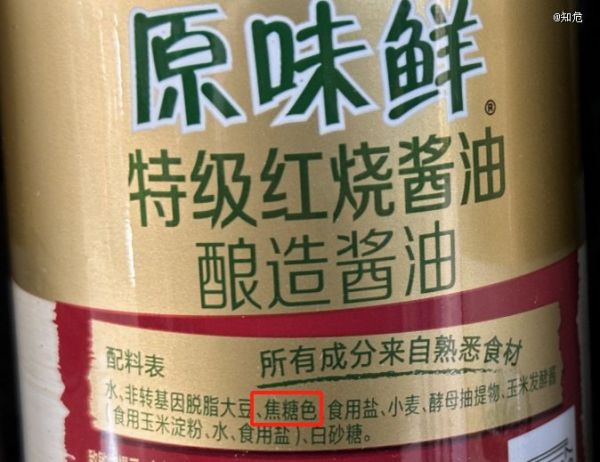 @知危
原味鲜®
特级红烧酱油
酿造酱油
配料表
所有成分来自熟悉食材
水、非转基因脱脂大豆、焦糖色、食用盐、小麦、酵母抽提物、玉米发酵酱
(食用玉米淀粉、水、食用盐)、白砂糖。